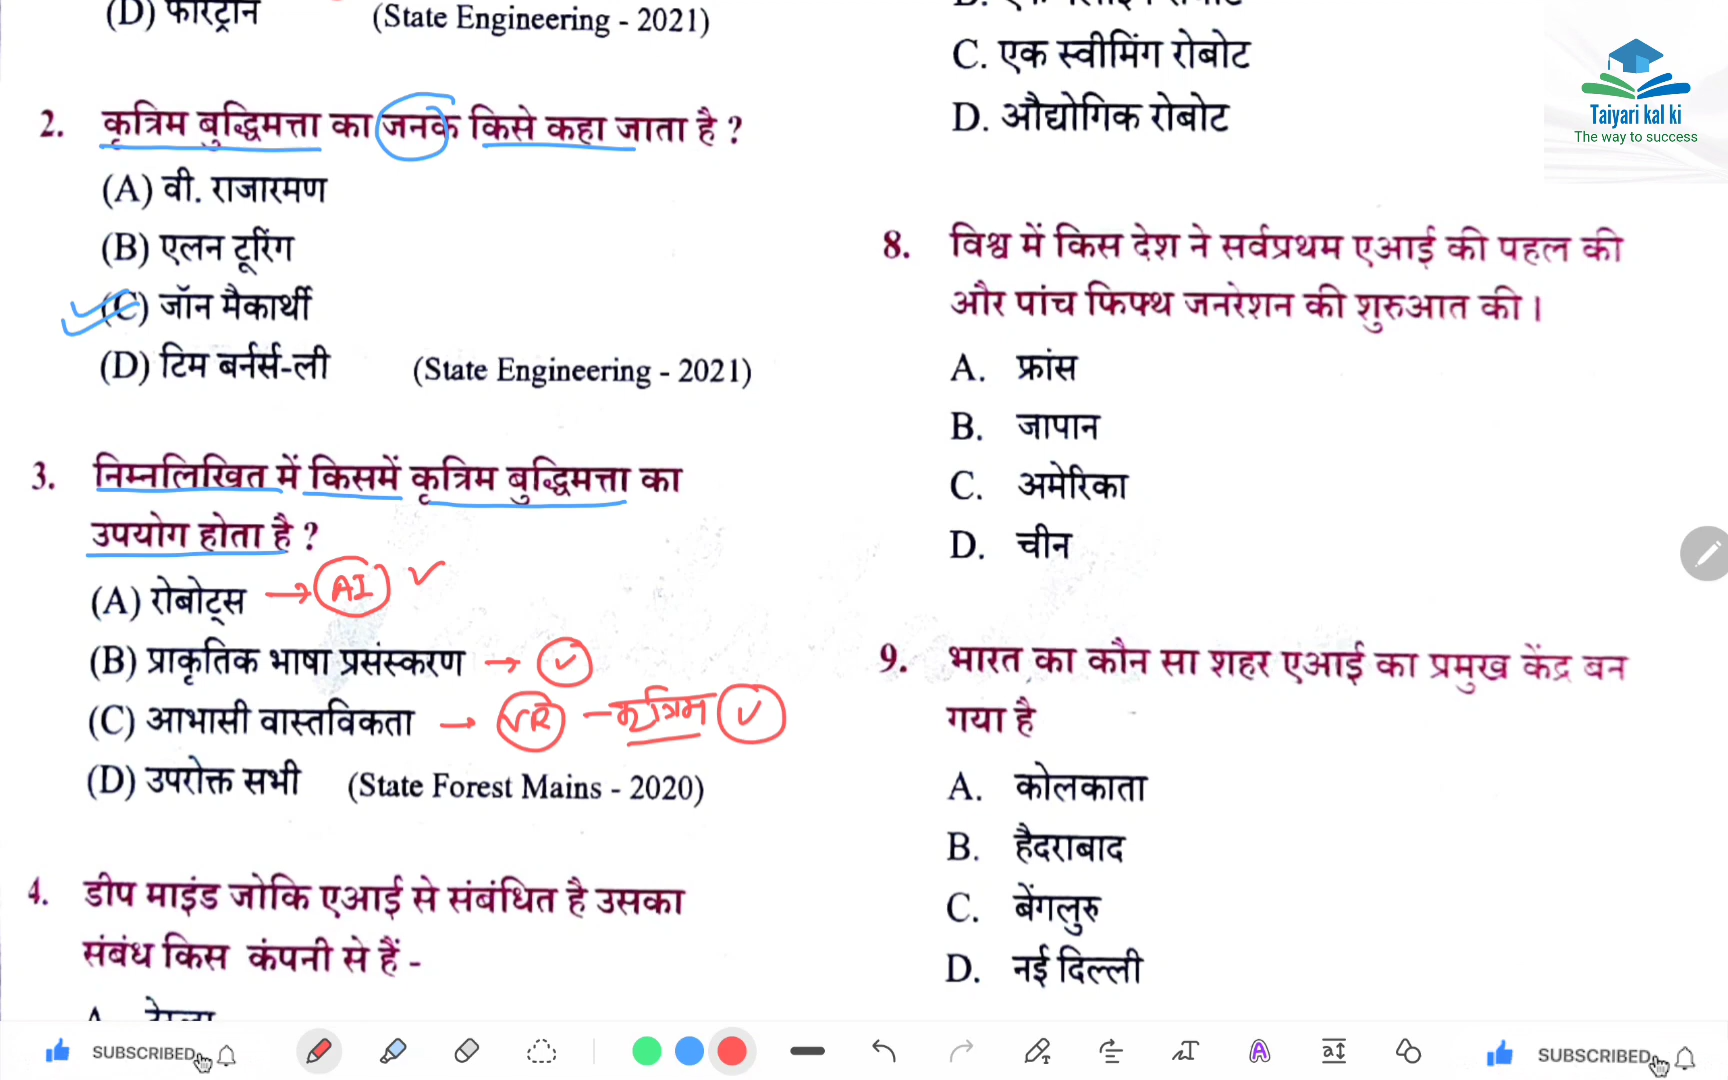 (D) फोरट्रान (State Engineering - 2021)
2. कृत्रिम बुद्धिमत्ता का जनक किसे कहा जाता है ?
(A) वी. राजारमण
(B) एलन टूरिंग
(C) जॉन मैकार्थी
(D) टिम बर्नर्स-ली (State Engineering - 2021)
3. निम्नलिखित में किसमें कृत्रिम बुद्धिमत्ता का
उपयोग होता है ?
(A) रोबोट्स → AI ✓
(B) प्राकृतिक भाषा प्रसंस्करण → ✓
(C) आभासी वास्तविकता → VR - कृत्रिम ✓
(D) उपरोक्त सभी (State Forest Mains - 2020)
4. डीप माइंड जोकि एआई से संबंधित है उसका
संबंध किस कंपनी से हैं -
C. एक स्वीमिंग रोबोट
D. औद्योगिक रोबोट
8. विश्व में किस देश ने सर्वप्रथम एआई की पहल की
और पांच फिफ्थ जनरेशन की शुरुआत की ।
A. फ्रांस
B. जापान
C. अमेरिका
D. चीन
9. भारत का कौन सा शहर एआई का प्रमुख केंद्र बन
गया है
A. कोलकाता
B. हैदराबाद
C. बेंगलुरु
D. नई दिल्ली
Taiyari kal ki
The way to success
SUBSCRIBED
SUBSCRIBED